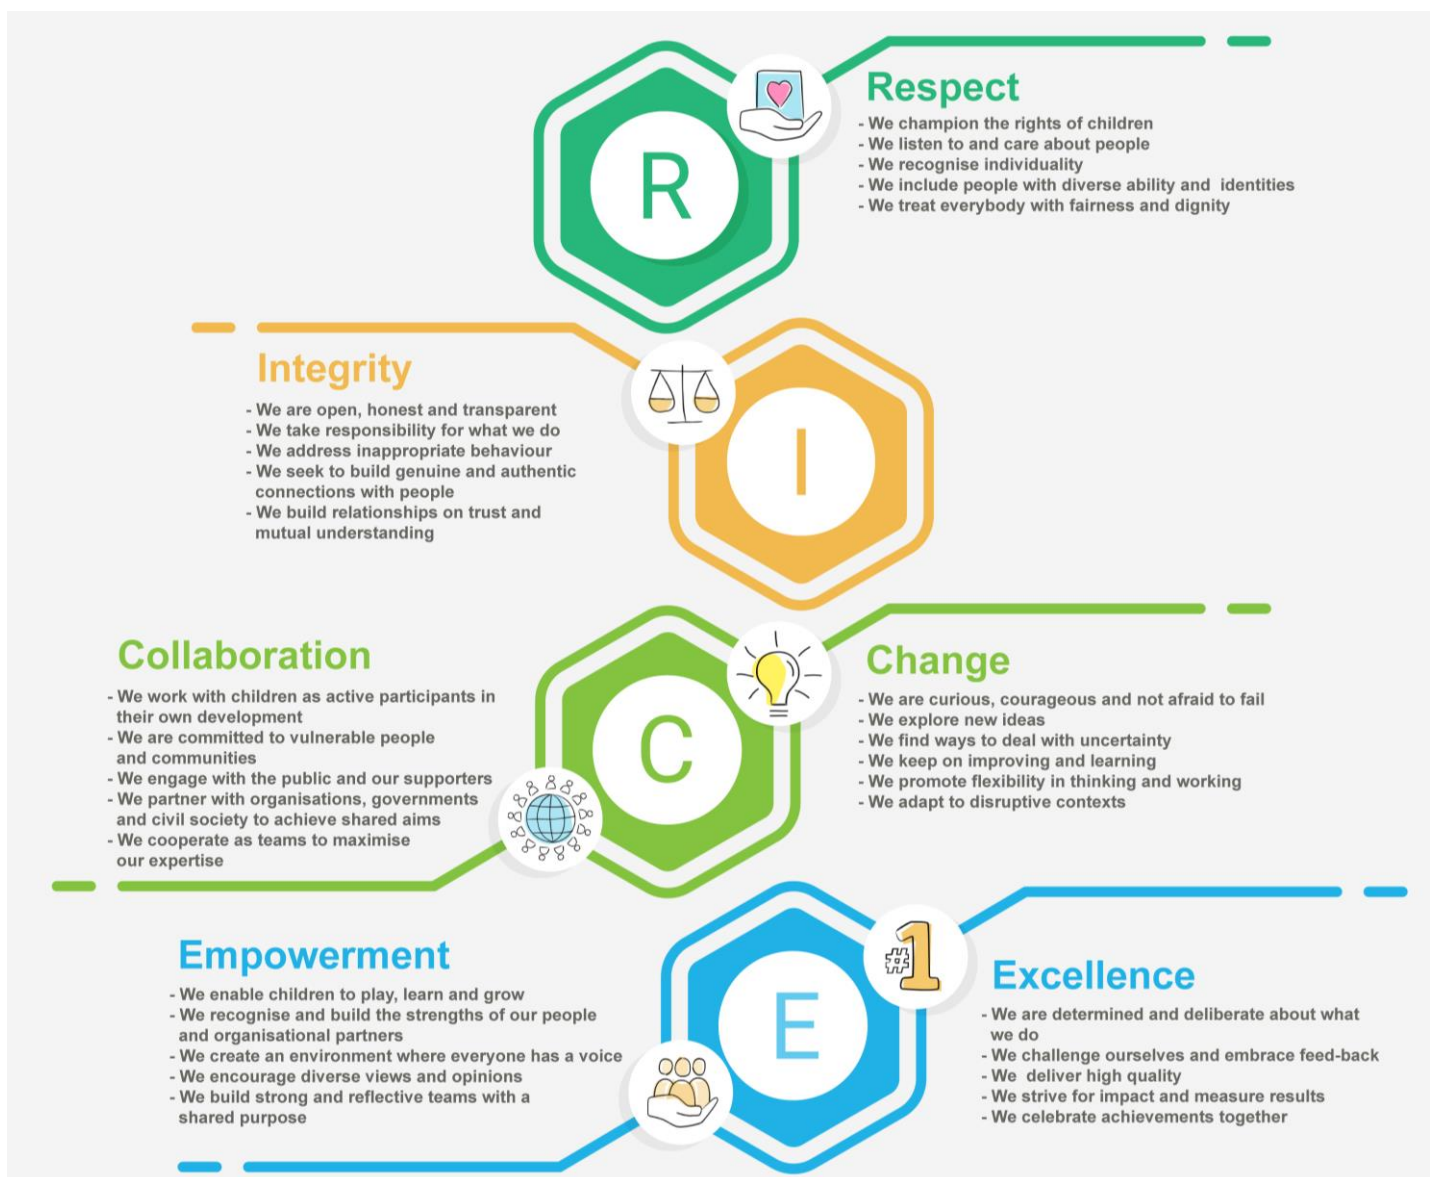 R
Respect
- We champion the rights of children
- We listen to and care about people
- We recognise individuality
- We include people with diverse ability and  identities
- We treat everybody with fairness and dignity
Integrity
- We are open, honest and transparent
- We take responsibility for what we do
- We address inappropriate behaviour
- We seek to build genuine and authentic
connections with people
- We build relationships on trust and
mutual understanding
I
Collaboration
- We work with children as active participants in
their own development
- We are committed to vulnerable people
and communities
- We engage with the public and our supporters
- We partner with organisations, governments
and civil society to achieve shared aims
- We cooperate as teams to maximise
our expertise
C
Change
- We are curious, courageous and not afraid to fail
- We explore new ideas
- We find ways to deal with uncertainty
- We keep on improving and learning
- We promote flexibility in thinking and working
- We adapt to disruptive contexts
Empowerment
- We enable children to play, learn and grow
- We recognise and build the strengths of our people
and organisational partners
- We create an environment where everyone has a voice
- We encourage diverse views and opinions
- We build strong and reflective teams with a
shared purpose
E
#1
Excellence
- We are determined and deliberate about what
we do
- We challenge ourselves and embrace feed-back
- We  deliver high quality
- We strive for impact and measure results
- We celebrate achievements together